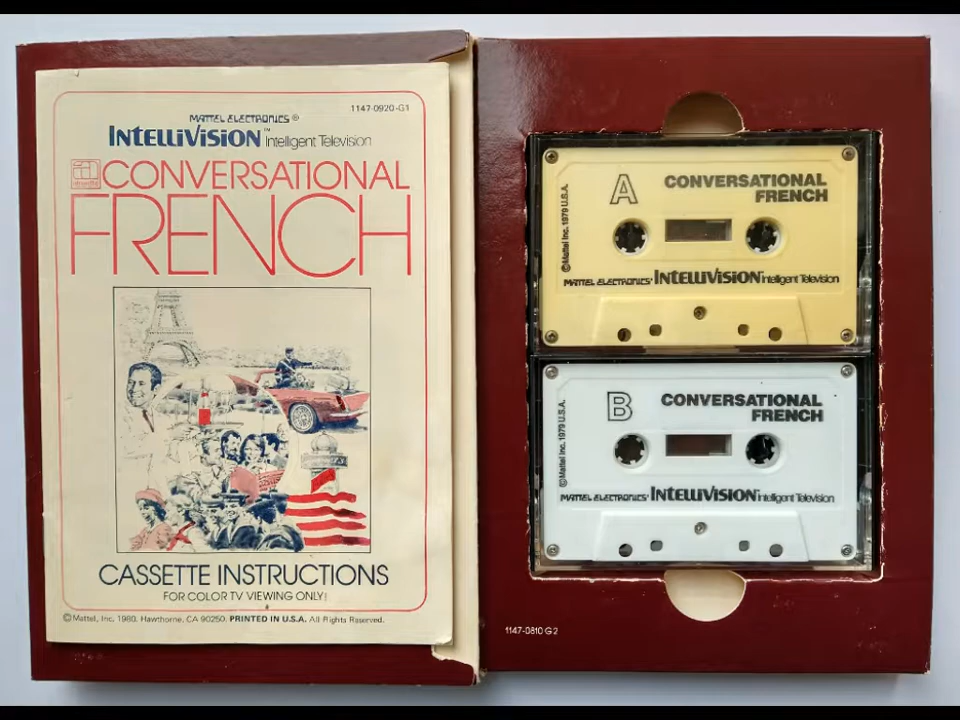 1147-0920-G1
MATTEL ELECTRONICS®
INTELLIVISION™ Intelligent Television
CONVERSATIONAL
FRENCH
CASSETTE INSTRUCTIONS
FOR COLOR TV VIEWING ONLY!
©Mattel, Inc. 1980. Hawthorne, CA 90250. PRINTED IN U.S.A. All Rights Reserved.
A CONVERSATIONAL
FRENCH
©Mattel Inc. 1979 U.S.A.
MATTEL ELECTRONICS® INTELLIVISION Intelligent Television
B CONVERSATIONAL
FRENCH
©Mattel Inc. 1979 U.S.A.
MATTEL ELECTRONICS® INTELLIVISION Intelligent Television
1147-0810 G2